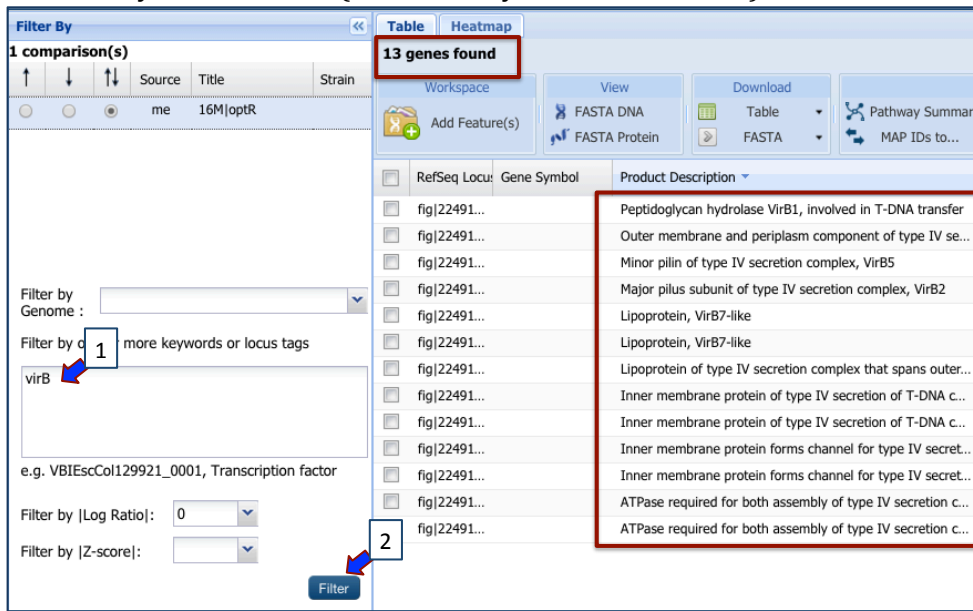 Filter By
1 comparison(s)
Source Title Strain
me 16M|optR
Filter by
Genome :
Filter by more keywords or locus tags
1
virB
e.g. VBIEscCol129921_0001, Transcription factor
Filter by |Log Ratio|: 0
Filter by |Z-score|:
2
Filter
Table Heatmap
13 genes found
Workspace View Download
Add Feature(s) FASTA DNA Table Pathway Summar
FASTA Protein FASTA MAP IDs to...
RefSeq Locus Gene Symbol Product Description
fig|22491... Peptidoglycan hydrolase VirB1, involved in T-DNA transfer
fig|22491... Outer membrane and periplasm component of type IV se...
fig|22491... Minor pilin of type IV secretion complex, VirB5
fig|22491... Major pilus subunit of type IV secretion complex, VirB2
fig|22491... Lipoprotein, VirB7-like
fig|22491... Lipoprotein, VirB7-like
fig|22491... Lipoprotein of type IV secretion complex that spans outer...
fig|22491... Inner membrane protein of type IV secretion of T-DNA c...
fig|22491... Inner membrane protein of type IV secretion of T-DNA c...
fig|22491... Inner membrane protein forms channel for type IV secret...
fig|22491... Inner membrane protein forms channel for type IV secret...
fig|22491... ATPase required for both assembly of type IV secretion c...
fig|22491... ATPase required for both assembly of type IV secretion c...